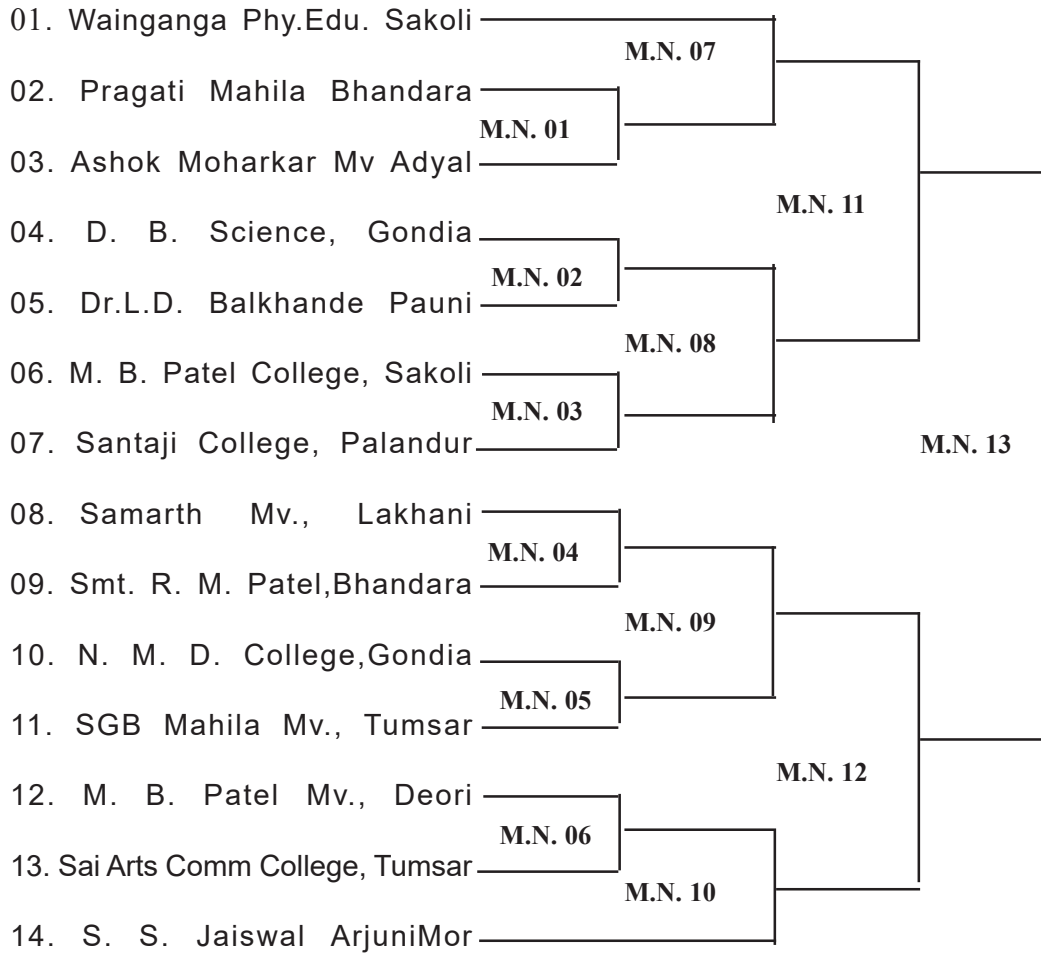 01. Wainganga Phy.Edu. Sakoli
M.N. 07
02. Pragati Mahila Bhandara
M.N. 01
03. Ashok Moharkar Mv Adyal
M.N. 11
04. D. B. Science, Gondia
M.N. 02
05. Dr.L.D. Balkhande Pauni
M.N. 08
06. M. B. Patel College, Sakoli
M.N. 03
07. Santaji College, Palandur
M.N. 13
08. Samarth Mv., Lakhani
M.N. 04
09. Smt. R. M. Patel,Bhandara
M.N. 09
10. N. M. D. College,Gondia
M.N. 05
11. SGB Mahila Mv., Tumsar
M.N. 12
12. M. B. Patel Mv., Deori
M.N. 06
13. Sai Arts Comm College, Tumsar
M.N. 10
14. S. S. Jaiswal ArjuniMor